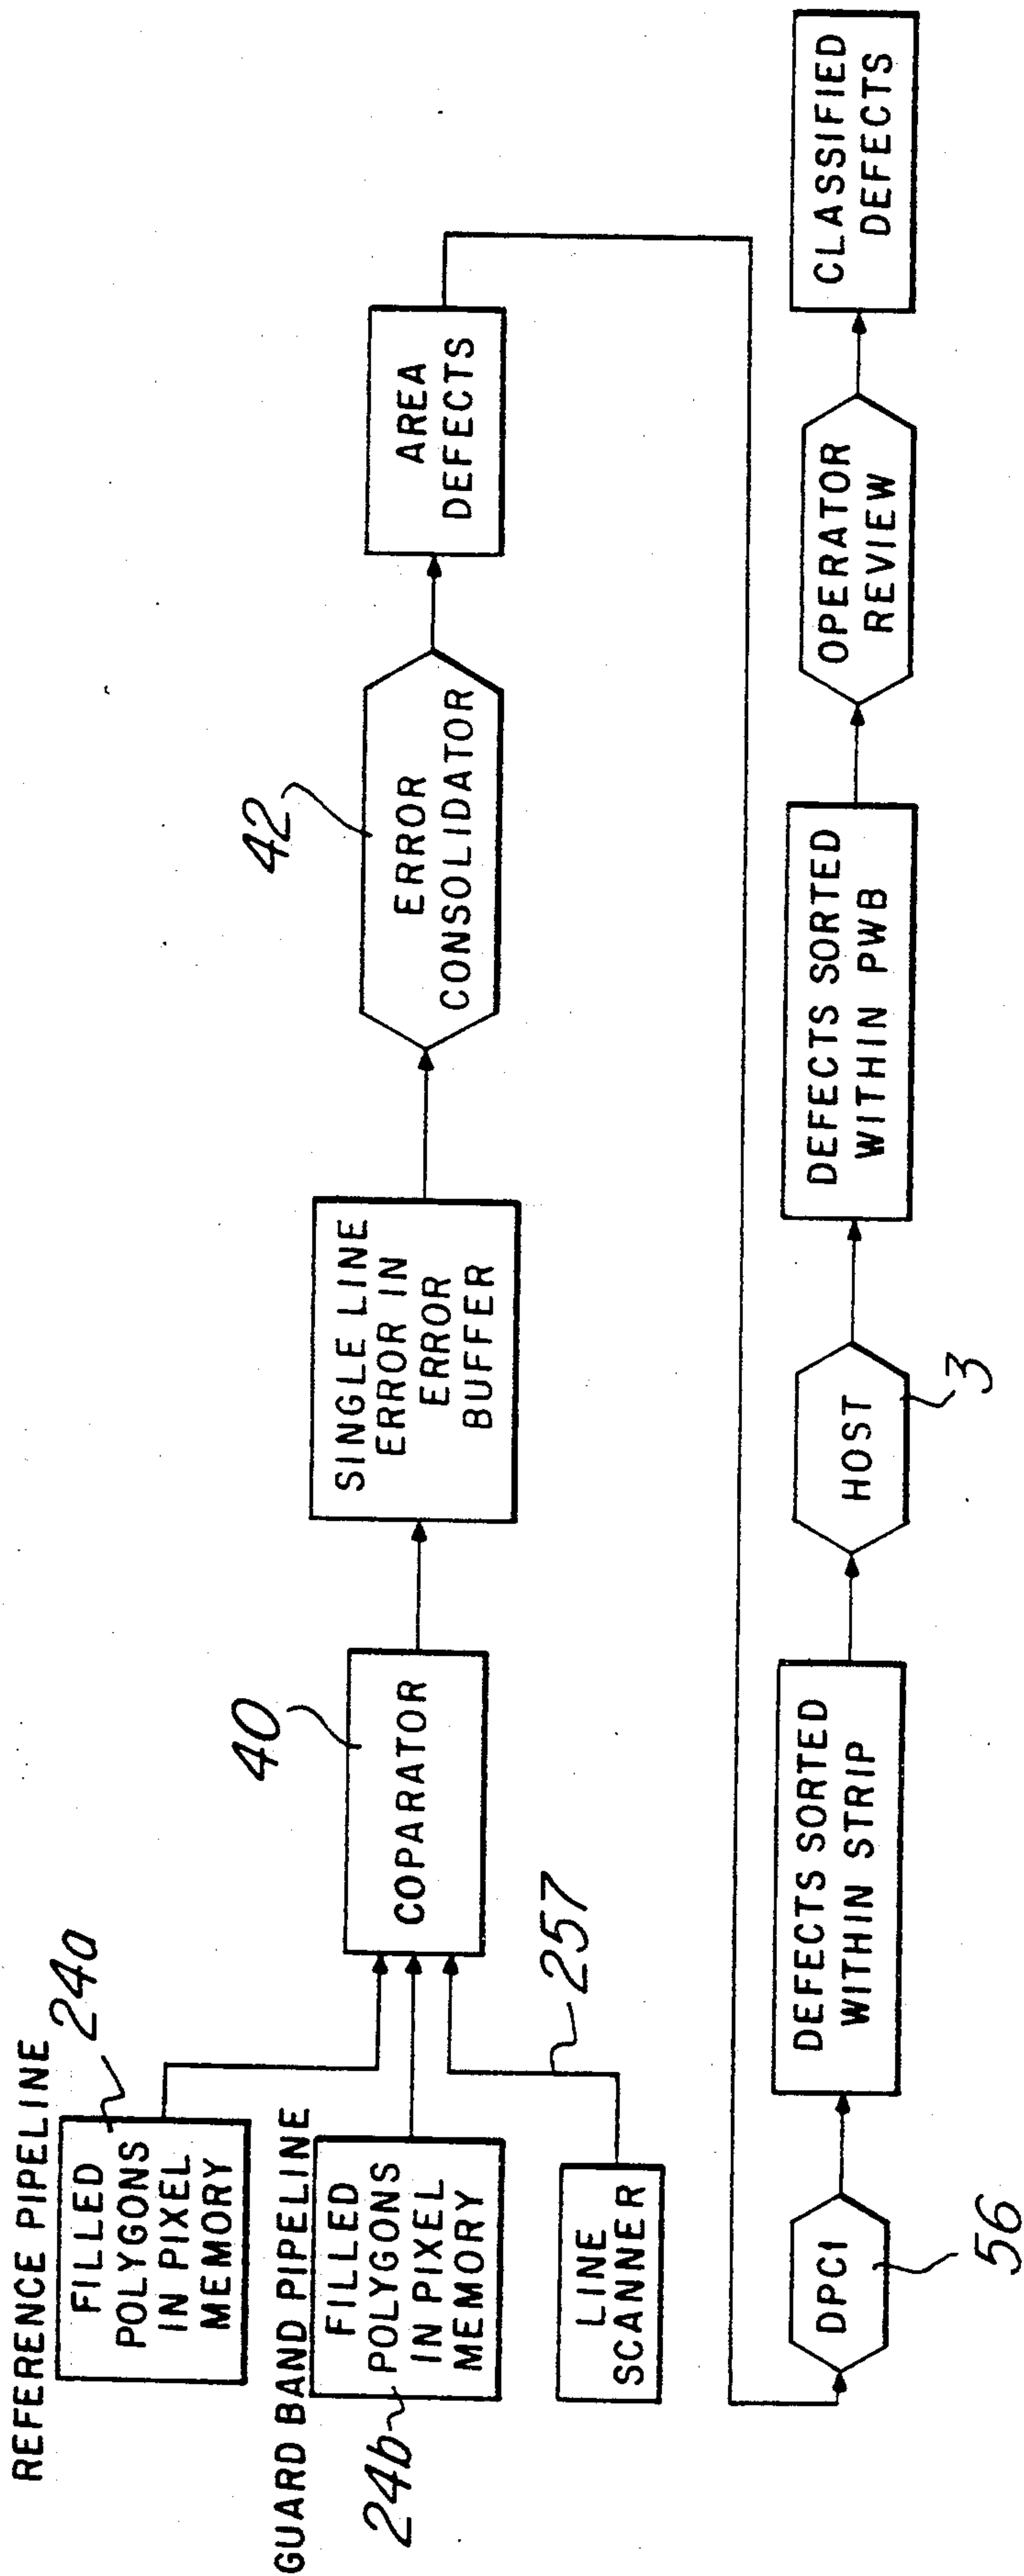 REFERENCE PIPELINE
24a
FILLED
POLYGONS
IN PIXEL
MEMORY
GUARD BAND PIPELINE
24b
FILLED
POLYGONS
IN PIXEL
MEMORY
LINE
SCANNER
257
40
COPARATOR
SINGLE LINE
ERROR IN
ERROR
BUFFER
42
ERROR
CONSOLIDATOR
AREA
DEFECTS
DPC1
56
DEFECTS SORTED
WITHIN STRIP
HOST
3
DEFECTS SORTED
WITHIN PWB
OPERATOR
REVIEW
CLASSIFIED
DEFECTS